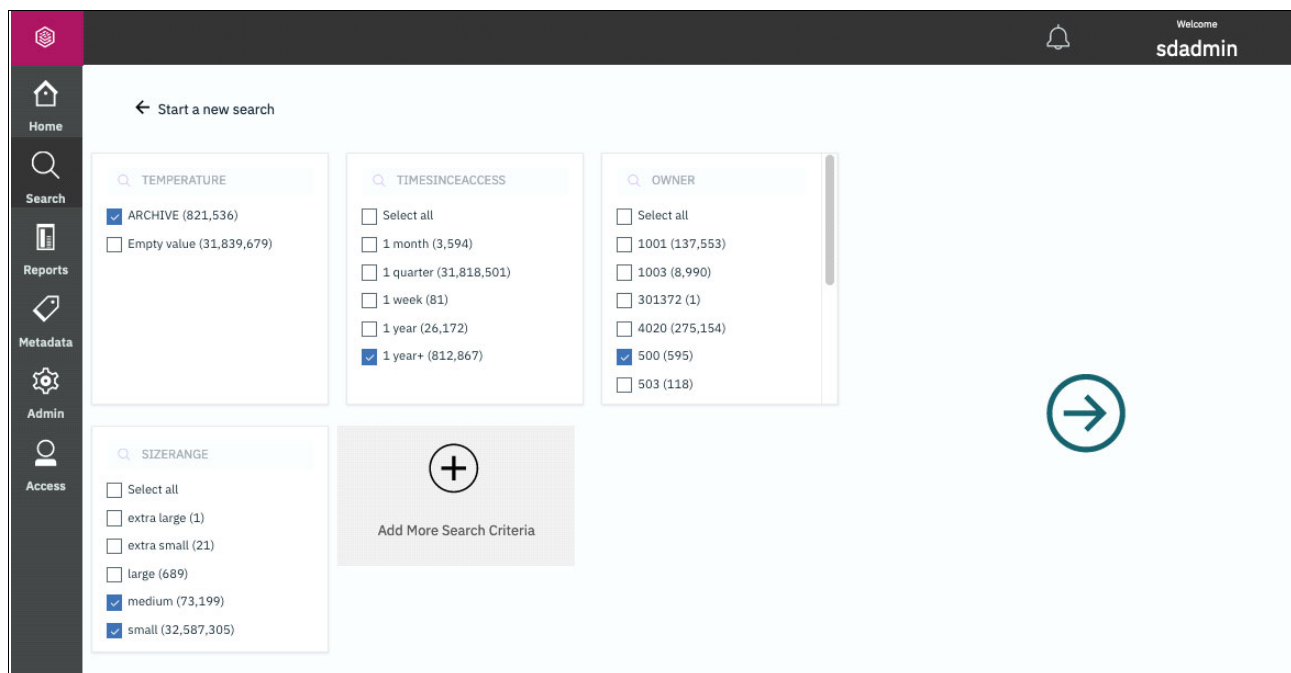 Welcome
sdadmin
Home
Search
Reports
Metadata
Admin
Access
Start a new search
TEMPERATURE
ARCHIVE (821,536)
Empty value (31,839,679)
TIMESINCEACCESS
Select all
1 month (3,594)
1 quarter (31,818,501)
1 week (81)
1 year (26,172)
1 year+ (812,867)
OWNER
Select all
1001 (137,553)
1003 (8,990)
301372 (1)
4020 (275,154)
500 (595)
503 (118)
SIZERANGE
Select all
extra large (1)
extra small (21)
large (689)
medium (73,199)
small (32,587,305)
Add More Search Criteria